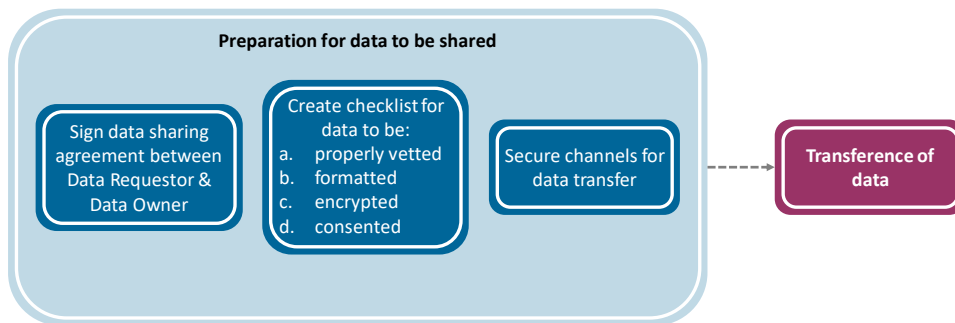 Preparation for data to be shared
Sign data sharing
agreement between
Data Requestor &
Data Owner
Create checklist for
data to be:
a. properly vetted
b. formatted
c. encrypted
d. consented
Secure channels for
data transfer
Transference of
data